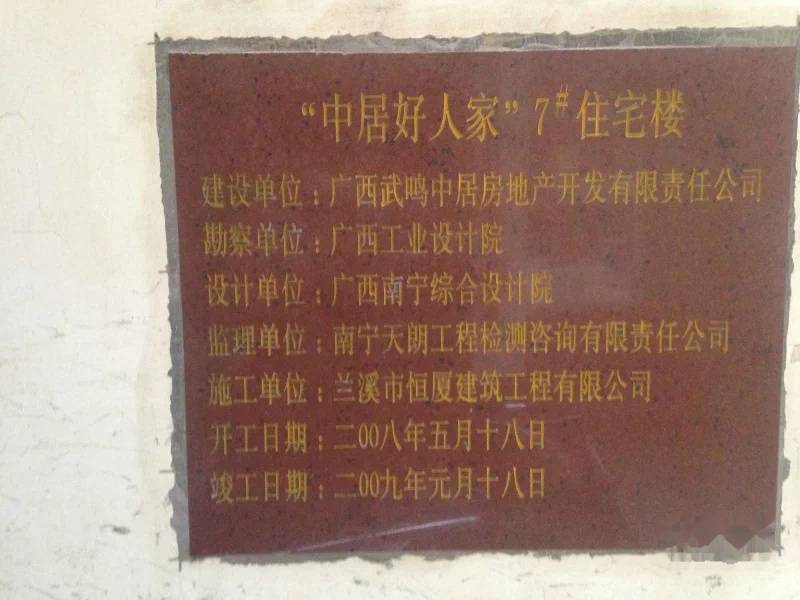 “中居好人家”7#住宅楼
建设单位：广西武鸣中居房地产开发有限责任公司
勘察单位：广西工业设计院
设计单位：广西南宁综合设计院
监理单位：南宁天朗工程检测咨询有限责任公司
施工单位：兰溪市恒厦建筑工程有限公司
开工日期：二00八年五月十八日
竣工日期：二00九年元月十八日